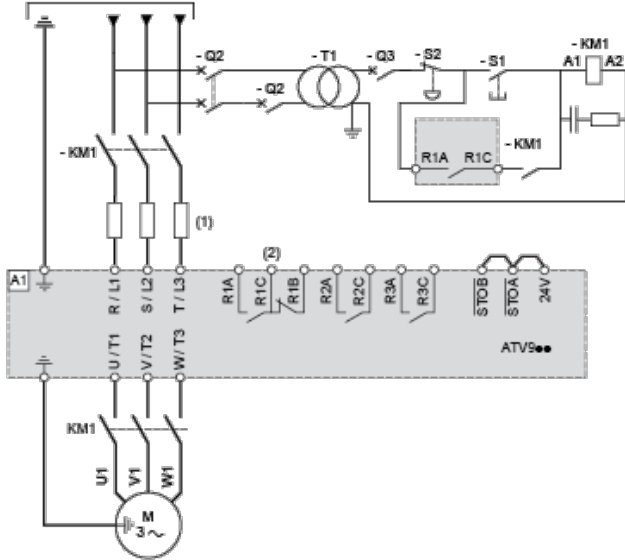 - Q2
- T1
- Q3
- S2
- S1
- KM1
A1
A2
- Q2
- KM1
- KM1
R1A
R1C
(1)
(2)
A1
R / L1
S / L2
T / L3
R1A
R1C
R1B
R2A
R2C
R3A
R3C
STOB
STOA
24V
U / T1
V / T2
W / T3
ATV9●●
KM1
U1
V1
W1
M
3 ~